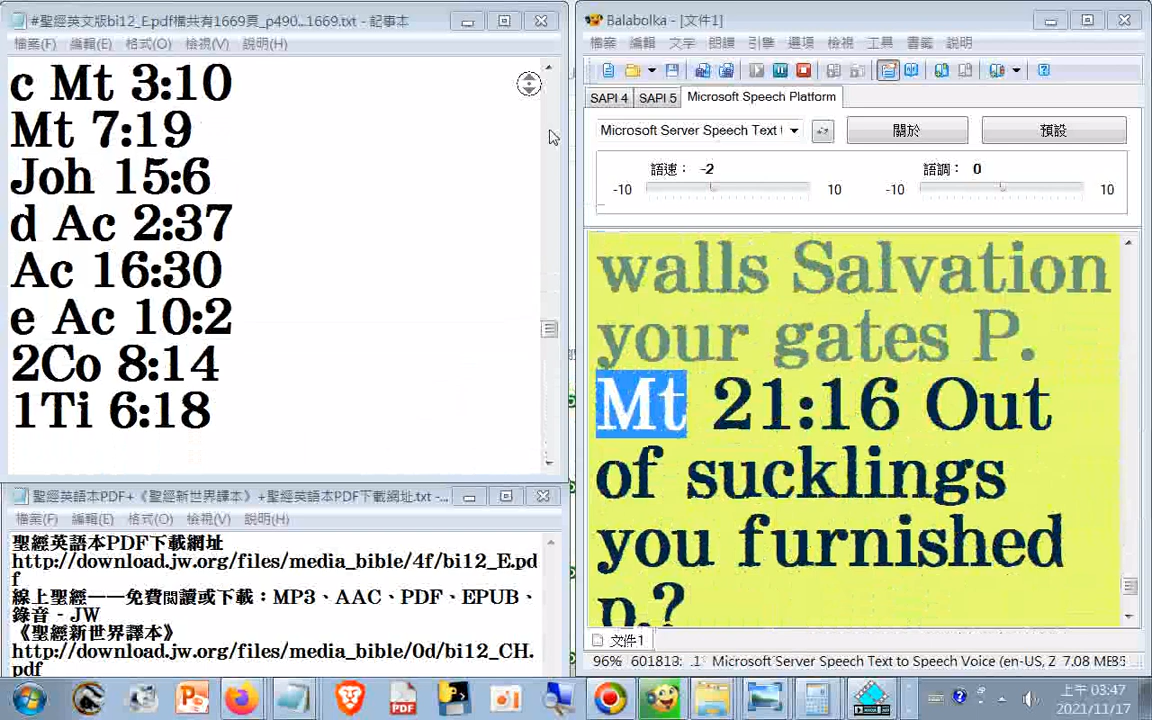 #聖經英文版bi12_E.pdf檔共有1669頁_p490...1669.txt - 記事本
檔案(F) 編輯(E) 格式(O) 檢視(V) 說明(H)
c Mt 3:10
Mt 7:19
Joh 15:6
d Ac 2:37
Ac 16:30
e Ac 10:2
2Co 8:14
1Ti 6:18
聖經英語本PDF+《聖經新世界譯本》+聖經英語本PDF下載網址.txt - ...
檔案(F) 編輯(E) 格式(O) 檢視(V) 說明(H)
聖經英語本PDF下載網址
http://download.jw.org/files/media_bible/4f/bi12_E.pd
f
線上聖經——免費閱讀或下載：MP3、AAC、PDF、EPUB、
錄音 - JW
《聖經新世界譯本》
http://download.jw.org/files/media_bible/0d/bi12_CH.
pdf
Balabolka - [文件1]
檔案 編輯 文字 朗讀 引擎 選項 檢視 工具 書籤 說明
SAPI 4 SAPI 5 Microsoft Speech Platform
Microsoft Server Speech Text 關於 預設
語速： -2 語調： 0
-10 10 -10 10
walls Salvation
your gates P.
Mt 21:16 Out
of sucklings
you furnished
p.?
文件1
96% 601813: Microsoft Server Speech Text to Speech Voice (en-US, Z 7.08 MB
上午 03:47
2021/11/17